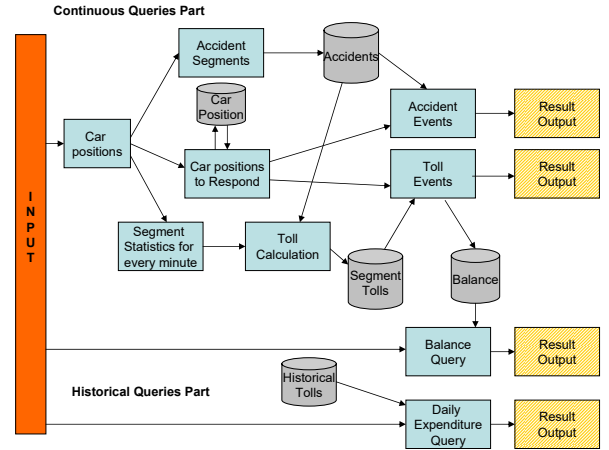 Continuous Queries Part
Accident
Segments
Accidents
Car
Position
Accident
Events
Result
Output
Car
positions
Car positions
to Respond
Toll
Events
Result
Output
I
N
P
U
T
Segment
Statistics for
every minute
Toll
Calculation
Segment
Tolls
Balance
Balance
Query
Result
Output
Historical Queries Part
Historical
Tolls
Daily
Expenditure
Query
Result
Output